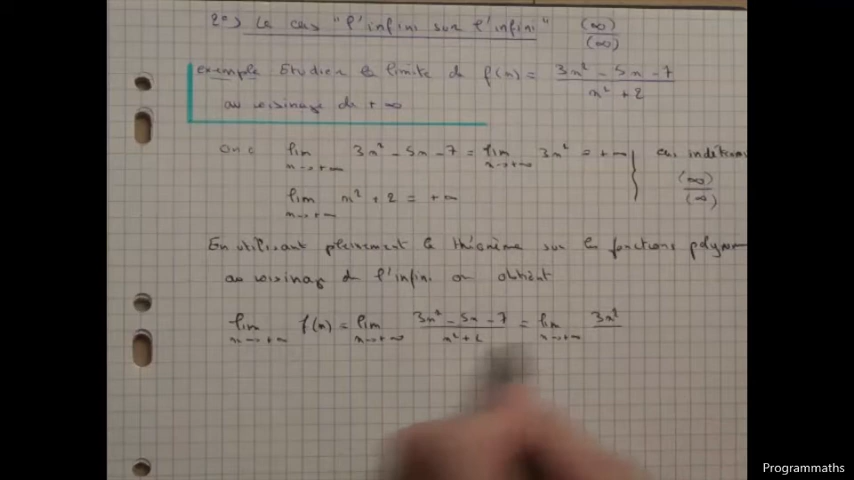 2°) Le cas "l'infini sur l'infini" (∞)/(∞)
exemple Etudier la limite de f(x) = (3x² - 5x - 7)/(x² + 2)
au voisinage de +∞
On a lim x→+∞ 3x² - 5x - 7 = lim x→+∞ 3x² = +∞ } cas indéterm
lim x→+∞ x² + 2 = +∞ (∞)/(∞)
En utilisant pleinement le théorème sur les fonctions polynom
au voisinage de l'infini on obtient
lim x→+∞ f(x) = lim x→+∞ (3x² - 5x - 7)/(x² + 2) = lim x→+∞ 3x²
Programmaths